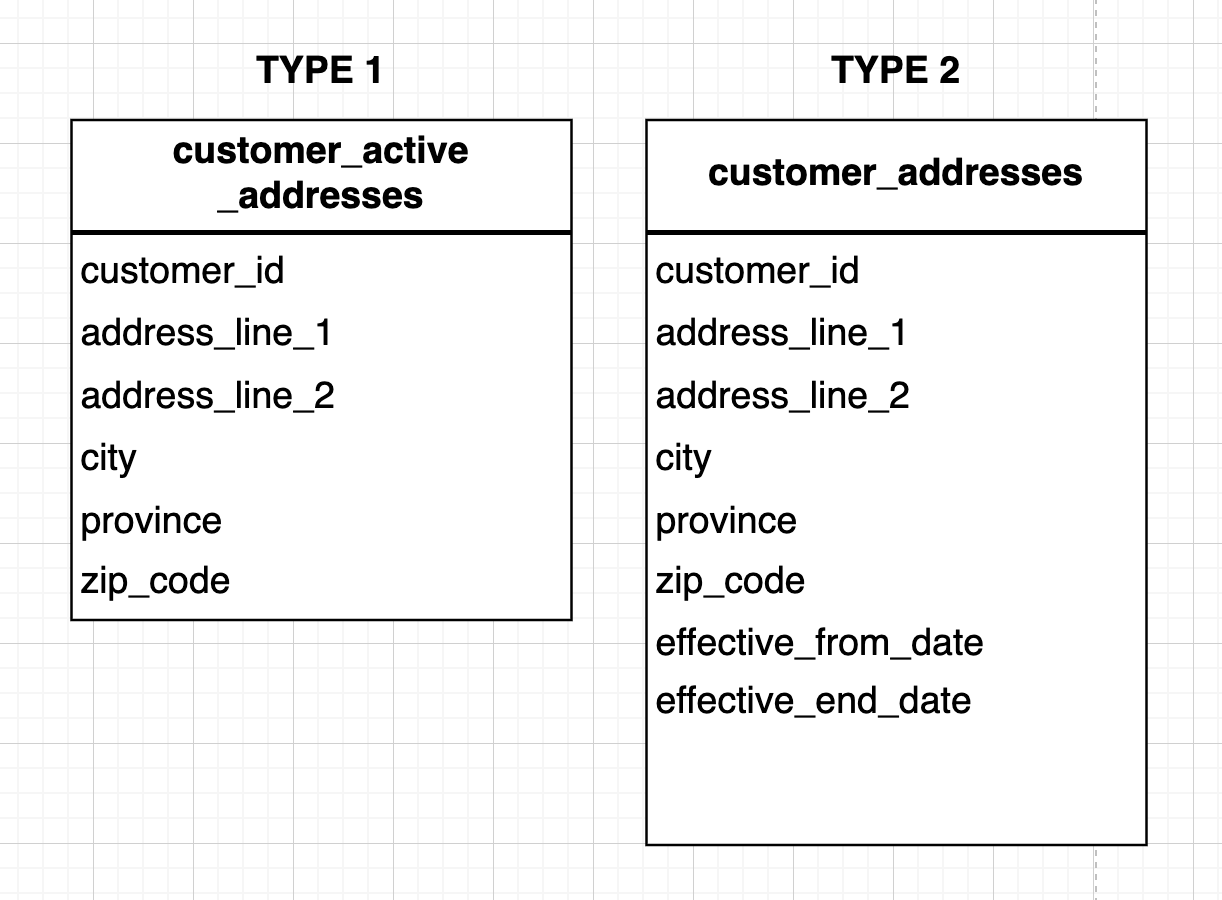 TYPE 1
customer_active
_addresses
customer_id
address_line_1
address_line_2
city
province
zip_code
TYPE 2
customer_addresses
customer_id
address_line_1
address_line_2
city
province
zip_code
effective_from_date
effective_end_date